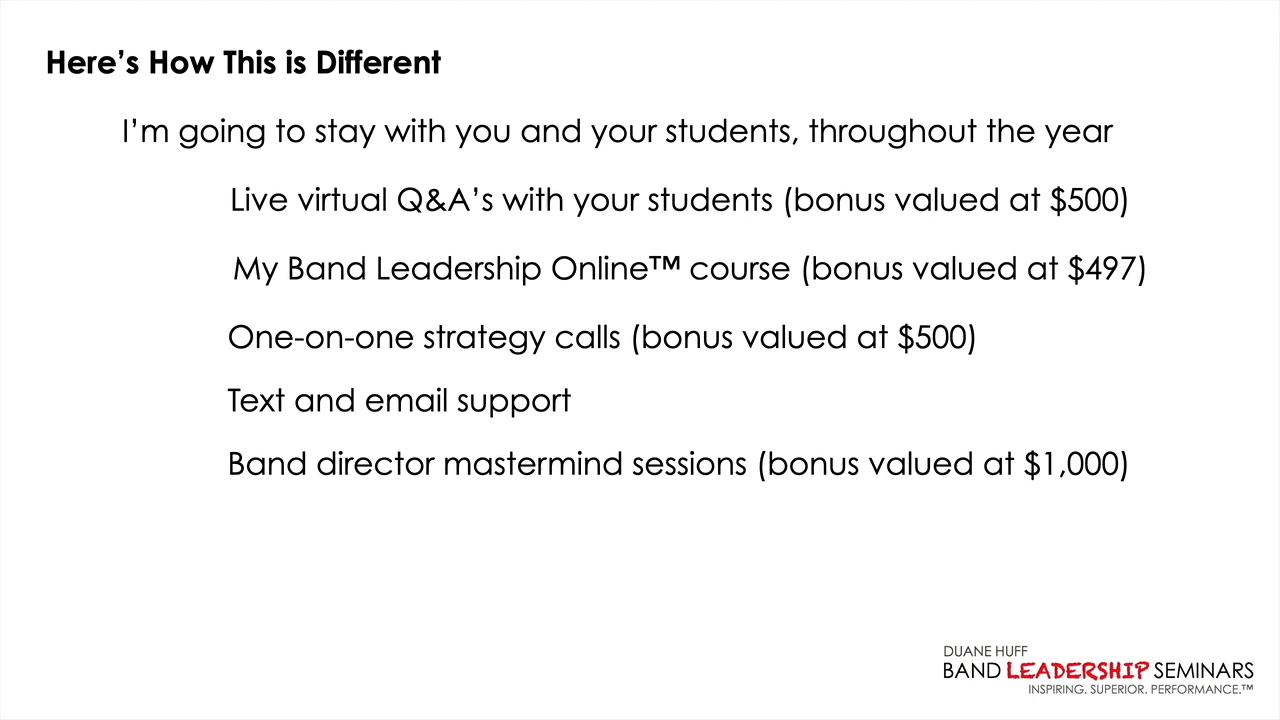 Here’s How This is Different
I’m going to stay with you and your students, throughout the year
Live virtual Q&A’s with your students (bonus valued at $500)
My Band Leadership Online™ course (bonus valued at $497)
One-on-one strategy calls (bonus valued at $500)
Text and email support
Band director mastermind sessions (bonus valued at $1,000)
DUANE HUFF
BAND LEADERSHIP SEMINARS
INSPIRING. SUPERIOR. PERFORMANCE.™